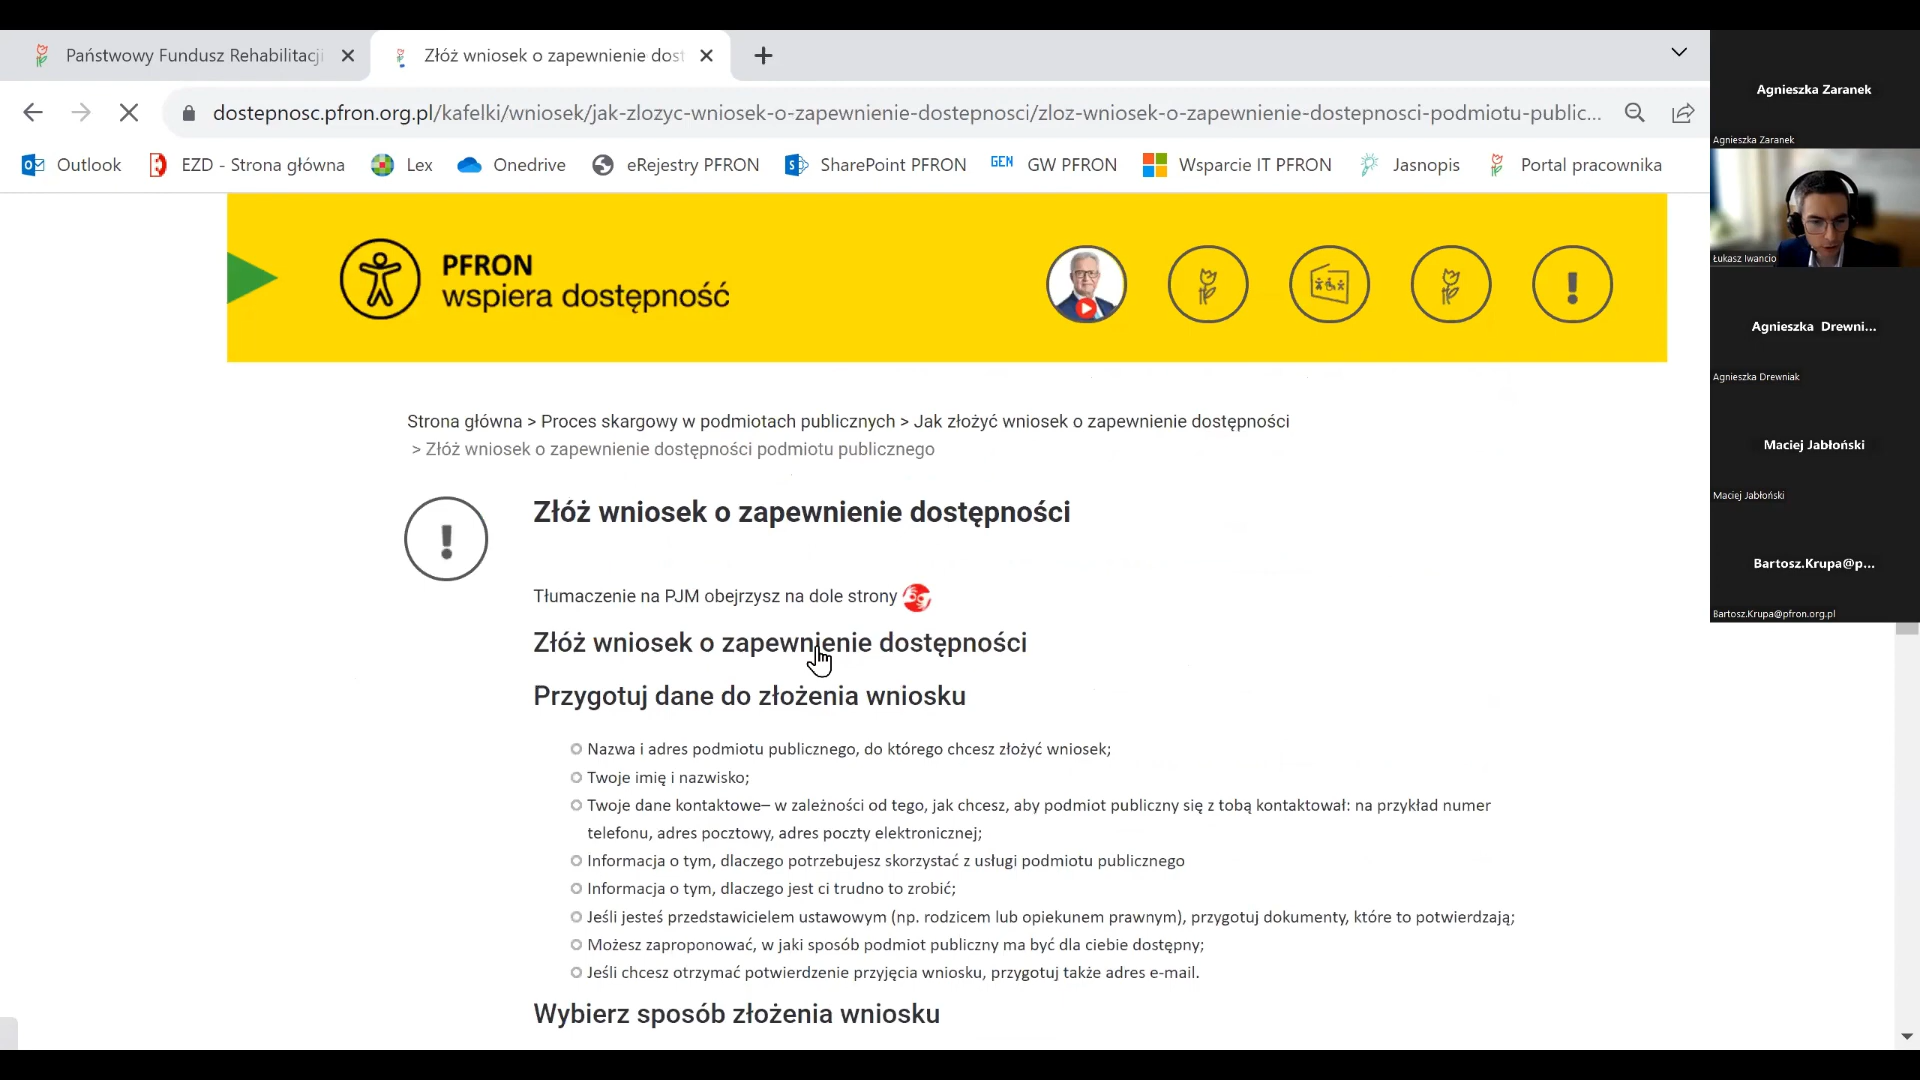 Państwowy Fundusz Rehabilitacji
Złóż wniosek o zapewnienie dost
dostepnosc.pfron.org.pl/kafelki/wniosek/jak-zlozyc-wniosek-o-zapewnienie-dostepnosci/zloz-wniosek-o-zapewnienie-dostepnosci-podmiotu-public...
Outlook
EZD - Strona główna
Lex
Onedrive
eRejestry PFRON
SharePoint PFRON
GEN GW PFRON
Wsparcie IT PFRON
Jasnopis
Portal pracownika
PFRON
wspiera dostępność
Strona główna > Proces skargowy w podmiotach publicznych > Jak złożyć wniosek o zapewnienie dostępności
> Złóż wniosek o zapewnienie dostępności podmiotu publicznego
Złóż wniosek o zapewnienie dostępności
Tłumaczenie na PJM obejrzysz na dole strony
Złóż wniosek o zapewnienie dostępności
Przygotuj dane do złożenia wniosku
Nazwa i adres podmiotu publicznego, do którego chcesz złożyć wniosek;
Twoje imię i nazwisko;
Twoje dane kontaktowe– w zależności od tego, jak chcesz, aby podmiot publiczny się z tobą kontaktował: na przykład numer
telefonu, adres pocztowy, adres poczty elektronicznej;
Informacja o tym, dlaczego potrzebujesz skorzystać z usługi podmiotu publicznego
Informacja o tym, dlaczego jest ci trudno to zrobić;
Jeśli jesteś przedstawicielem ustawowym (np. rodzicem lub opiekunem prawnym), przygotuj dokumenty, które to potwierdzają;
Możesz zaproponować, w jaki sposób podmiot publiczny ma być dla ciebie dostępny;
Jeśli chcesz otrzymać potwierdzenie przyjęcia wniosku, przygotuj także adres e-mail.
Wybierz sposób złożenia wniosku
Agnieszka Zaranek
Agnieszka Zaranek
Łukasz Iwancio
Agnieszka Drewni...
Agnieszka Drewniak
Maciej Jabłoński
Maciej Jabłoński
Bartosz.Krupa@p...
Bartosz.Krupa@pfron.org.pl